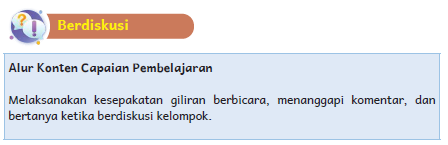 Berdiskusi
Alur Konten Capaian Pembelajaran
Melaksanakan kesepakatan giliran berbicara, menanggapi komentar, dan
bertanya ketika berdiskusi kelompok.